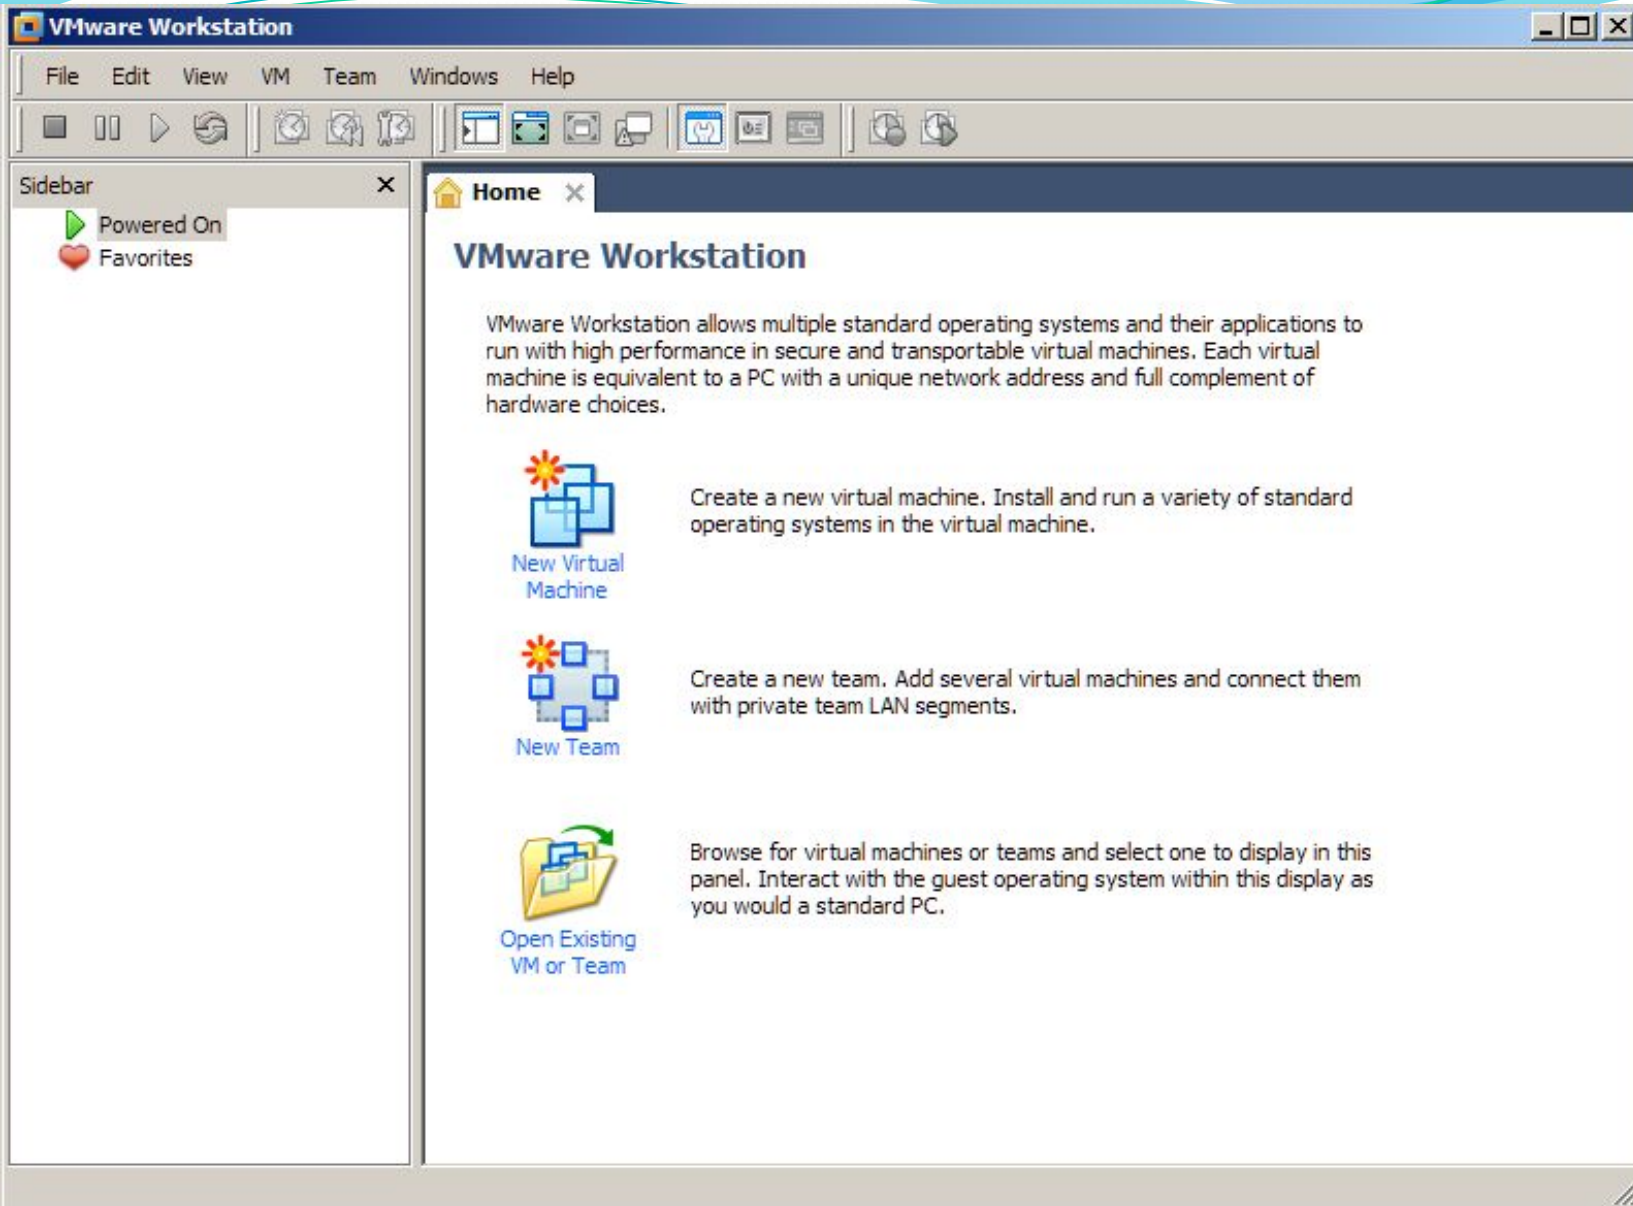 VMware Workstation
File Edit View VM Team Windows Help
Sidebar
Powered On
Favorites
Home
VMware Workstation
VMware Workstation allows multiple standard operating systems and their applications to
run with high performance in secure and transportable virtual machines. Each virtual
machine is equivalent to a PC with a unique network address and full complement of
hardware choices.
New Virtual
Machine
Create a new virtual machine. Install and run a variety of standard
operating systems in the virtual machine.
New Team
Create a new team. Add several virtual machines and connect them
with private team LAN segments.
Open Existing
VM or Team
Browse for virtual machines or teams and select one to display in this
panel. Interact with the guest operating system within this display as
you would a standard PC.